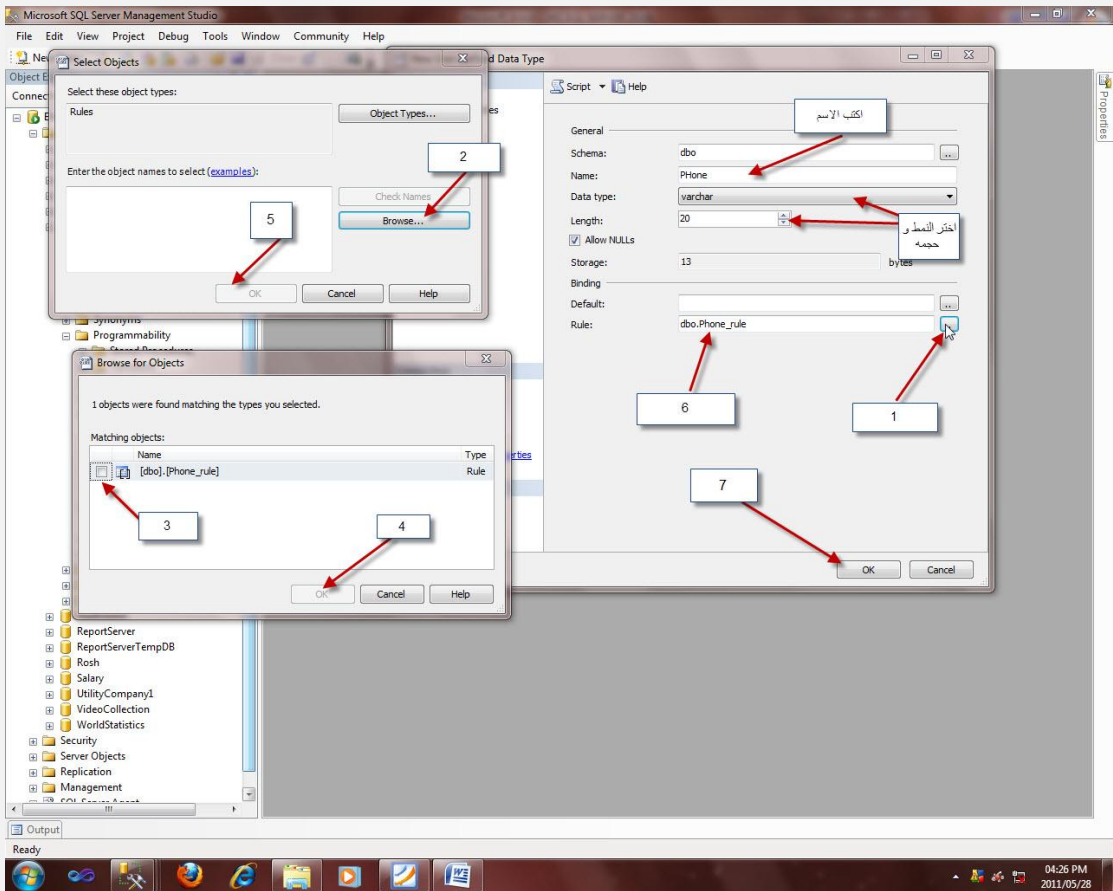 Microsoft SQL Server Management Studio
File Edit View Project Debug Tools Window Community Help
Select Objects
Select these object types:
Rules
Object Types...
2
Enter the object names to select (examples):
Check Names
Browse...
5
OK Cancel Help
d Data Type
Script Help
اكتب الاسم
General
Schema: dbo
Name: PHone
Data type: varchar
Length: 20
اختر النمط و
حجمه
Allow NULLs
Storage: 13 bytes
Binding
Default:
Rule: dbo.Phone_rule
6
1
7
OK Cancel
Synonyms
Programmability
Stored Procedures
Browse for Objects
1 objects were found matching the types you selected.
Matching objects:
Name Type
[dbo].[Phone_rule] Rule
3
4
OK Cancel Help
ReportServer
ReportServerTempDB
Rosh
Salary
UtilityCompany1
VideoCollection
WorldStatistics
Security
Server Objects
Replication
Management
SQL Server Agent
Properties
Output
Ready
04:26 PM
2011/05/28